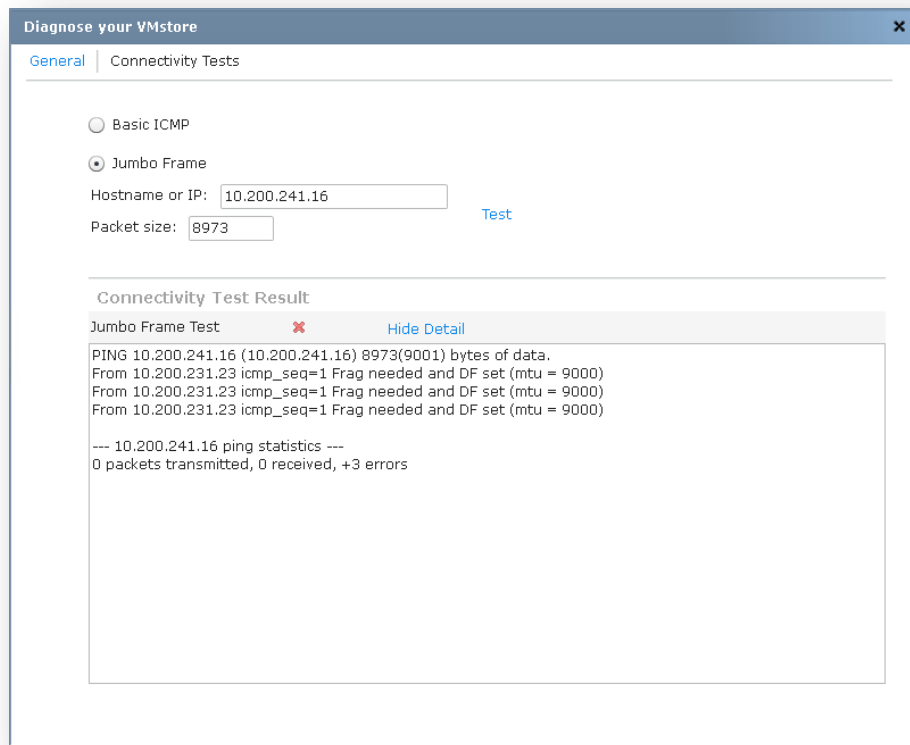 Diagnose your VMstore
General | Connectivity Tests
Basic ICMP
Jumbo Frame
Hostname or IP: 10.200.241.16
Test
Packet size: 8973
Connectivity Test Result
Jumbo Frame Test Hide Detail
PING 10.200.241.16 (10.200.241.16) 8973(9001) bytes of data.
From 10.200.231.23 icmp_seq=1 Frag needed and DF set (mtu = 9000)
From 10.200.231.23 icmp_seq=1 Frag needed and DF set (mtu = 9000)
From 10.200.231.23 icmp_seq=1 Frag needed and DF set (mtu = 9000)
--- 10.200.241.16 ping statistics ---
0 packets transmitted, 0 received, +3 errors